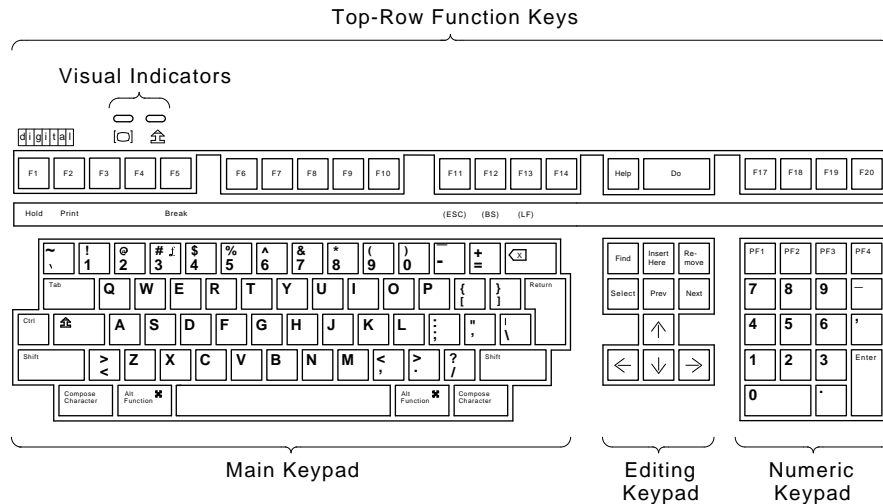 Top-Row Function Keys
Visual Indicators
digital
F1 F2 F3 F4 F5 F6 F7 F8 F9 F10 F11 F12 F13 F14 Help Do F17 F18 F19 F20
Hold Print Break (ESC) (BS) (LF)
~ ! @ # £ $ % ^ & * ( ) _ +
` 1 2 3 4 5 6 7 8 9 0 - = X
Find Insert Here Re-move
PF1 PF2 PF3 PF4
Tab Q W E R T Y U I O P { [ } ] Return
Select Prev Next
7 8 9 –
Ctrl A S D F G H J K L : ; " ' | \
4 5 6 ,
Shift > < Z X C V B N M < , > . ? / Shift
1 2 3 Enter
Compose Character Alt Function Alt Function Compose Character
0 .
Main Keypad
Editing Keypad
Numeric Keypad